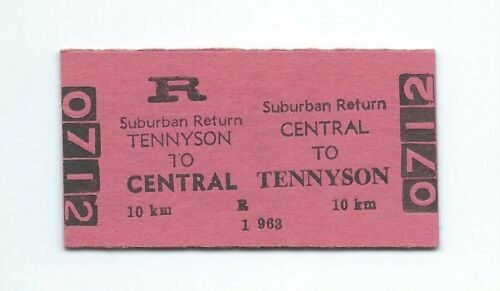 0712
R
Suburban Return
TENNYSON
TO
CENTRAL
10 km
Suburban Return
CENTRAL
TO
TENNYSON
10 km
R
1 963
0712